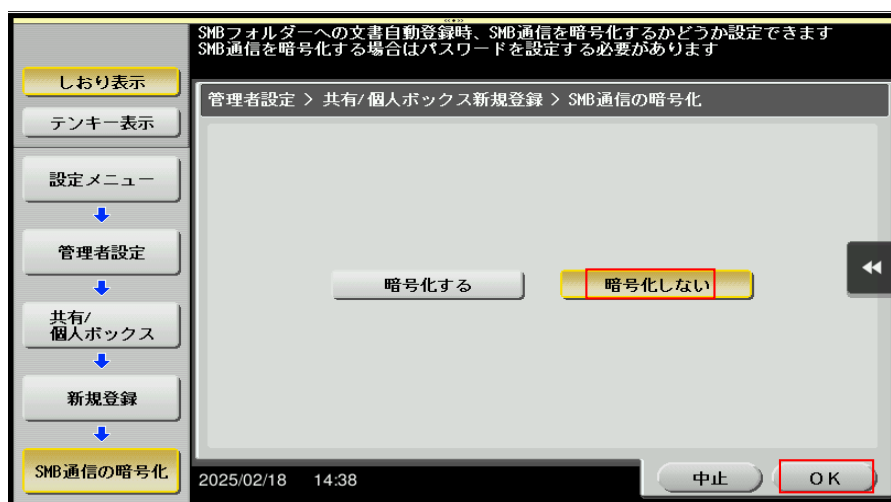 SMBフォルダーへの文書自動登録時、SMB通信を暗号化するかどうか設定できます
SMB通信を暗号化する場合はパスワードを設定する必要があります
しおり表示
テンキー表示
設定メニュー
管理者設定
共有/
個人ボックス
新規登録
SMB通信の暗号化
管理者設定 > 共有/個人ボックス新規登録 > SMB通信の暗号化
暗号化する
暗号化しない
2025/02/18 14:38
中止
OK